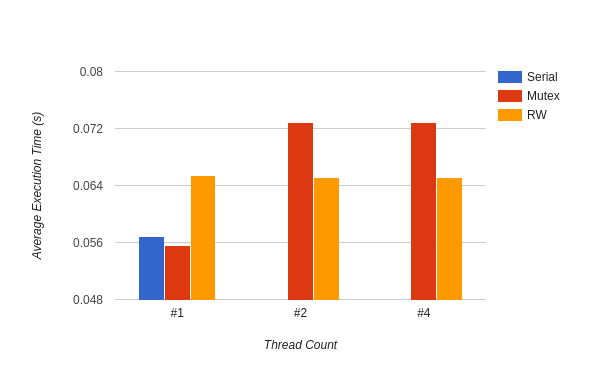 0.08
0.072
0.064
0.056
0.048
Average Execution Time (s)
#1
#2
#4
Thread Count
Serial
Mutex
RW